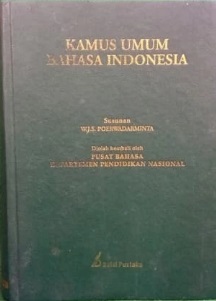 KAMUS UMUM
BAHASA INDONESIA
Susunan
W.J.S. POERWADARMINTA
Diolah kembali oleh
PUSAT BAHASA
DEPARTEMEN PENDIDIKAN NASIONAL
Balai Pustaka